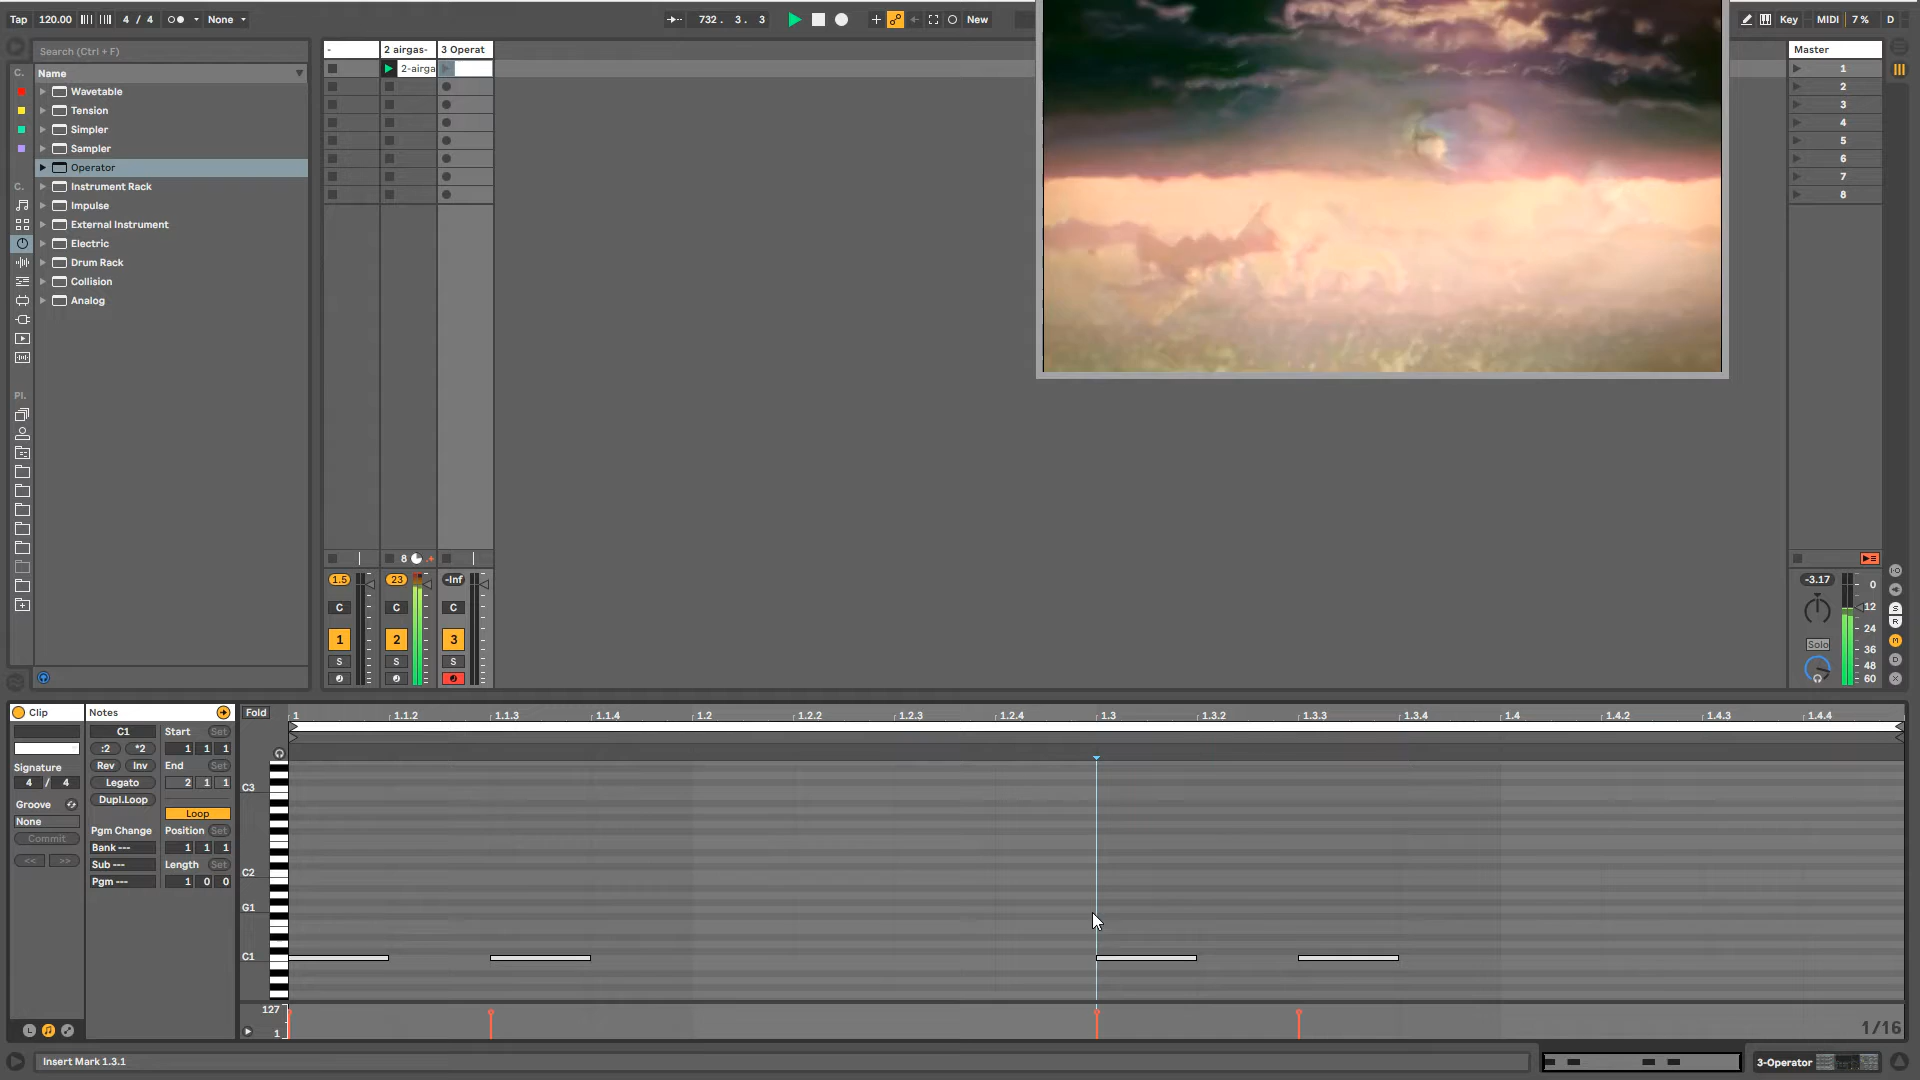 Tap 120.00 4 / 4 None 732. 3. 3 New Key MIDI 7 % D
Search (Ctrl + F)
C. Name
Wavetable
Tension
Simpler
Sampler
Operator
C. Instrument Rack
Impulse
External Instrument
Electric
Drum Rack
Collision
Analog
Pl.
- 2 airgas- 3 Operat
2-airga
Master
1
2
3
4
5
6
7
8
8
1.5 23 -Inf
C C C
1 2 3
S S S
-3.17 0
12
24
Solo 36
48
60
S
R
M
D
X
Clip Notes
C1 Start Set
:2 *2 1 1 1
Signature Rev Inv End Set
4 / 4 Legato 2 1 1
Groove Dupl.Loop
None Loop
Commit Pgm Change Position Set
Bank --- 1 1 1
<< >> Sub --- Length Set
Pgm --- 1 0 0
L
Fold 1 1.1.2 1.1.3 1.1.4 1.2 1.2.2 1.2.3 1.2.4 1.3 1.3.2 1.3.3 1.3.4 1.4 1.4.2 1.4.3 1.4.4
C3
C2
G1
C1
127
1 1/16
Insert Mark 1.3.1 3-Operator